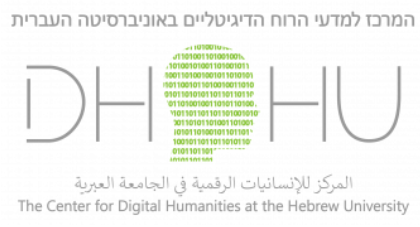 המרכז למדעי הרוח הדיגיטליים באוניברסיטה העברית
DH HU
المركز للإنسانيات الرقمية في الجامعة العبرية
The Center for Digital Humanities at the Hebrew University